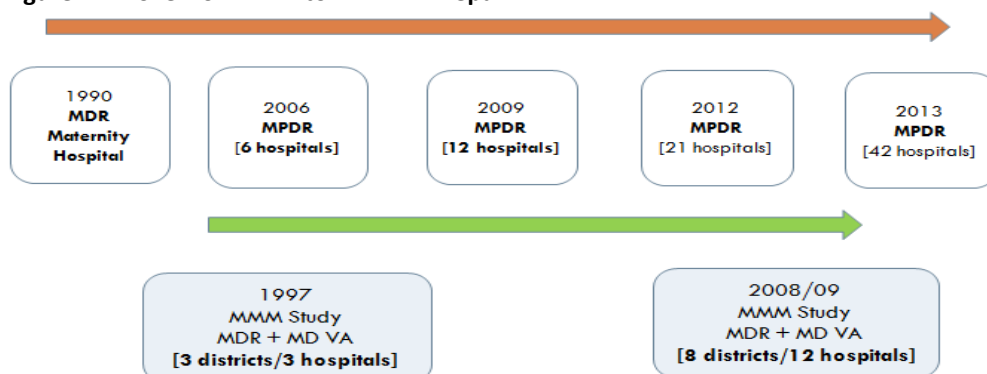 1990
MDR
Maternity
Hospital
2006
MPDR
[6 hospitals]
2009
MPDR
[12 hospitals]
2012
MPDR
[21 hospitals]
2013
MPDR
[42 hospitals]
1997
MMM Study
MDR + MD VA
[3 districts/3 hospitals]
2008/09
MMM Study
MDR + MD VA
[8 districts/12 hospitals]